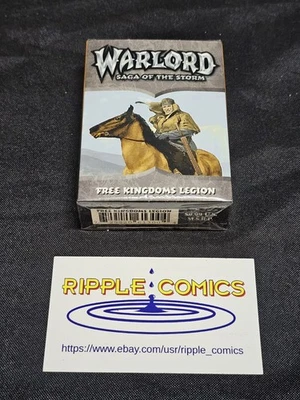 WARLORD
SAGA OF THE STORM
FREE KINGDOMS LEGION
RIPPLE COMICS
https://www.ebay.com/usr/ripple_comics